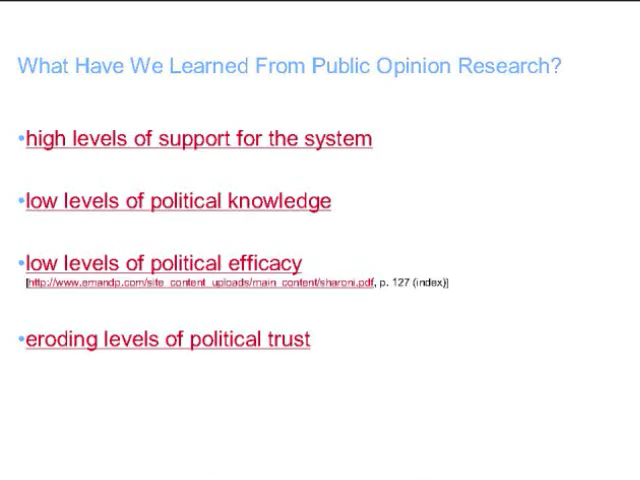 What Have We Learned From Public Opinion Research?
•high levels of support for the system
•low levels of political knowledge
•low levels of political efficacy
[http://www.emandp.com/site_content_uploads/main_content/sharoni.pdf, p. 127 (index)]
•eroding levels of political trust